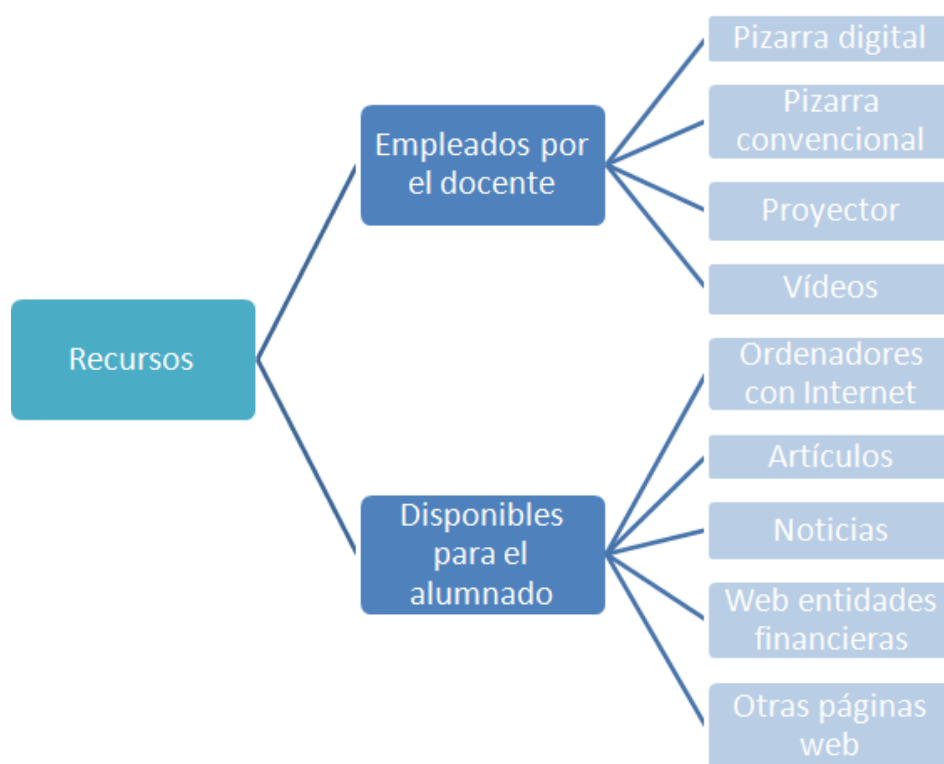 Recursos
Empleados por
el docente
Pizarra digital
Pizarra
convencional
Proyector
Vídeos
Disponibles
para el
alumnado
Ordenadores
con Internet
Artículos
Noticias
Web entidades
financieras
Otras páginas
web